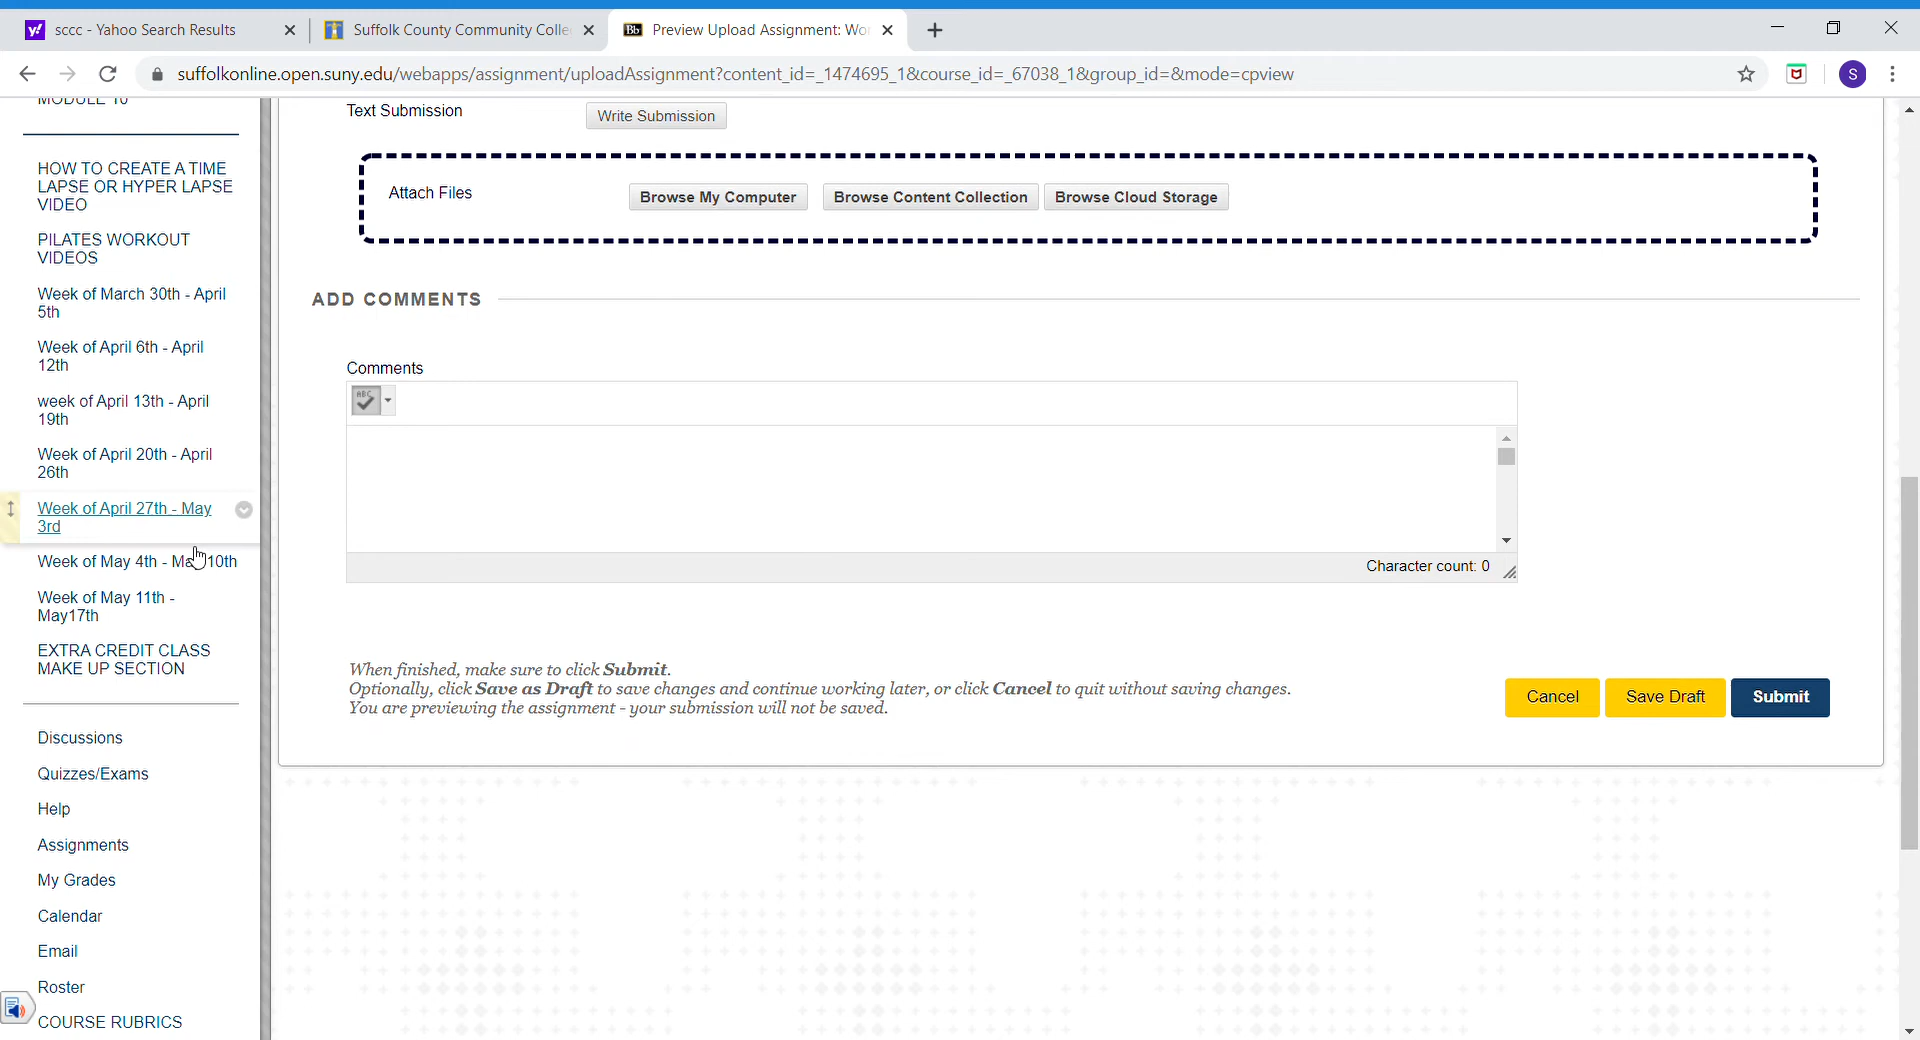 sccc - Yahoo Search Results
Suffolk County Community Colle
Bb
Preview Upload Assignment: Wo
suffolkonline.open.suny.edu/webapps/assignment/uploadAssignment?content_id=_1474695_1&course_id=_67038_1&group_id=&mode=cpview
S
MODULE 10
HOW TO CREATE A TIME
LAPSE OR HYPER LAPSE
VIDEO
PILATES WORKOUT
VIDEOS
Week of March 30th - April
5th
Week of April 6th - April
12th
week of April 13th - April
19th
Week of April 20th - April
26th
Week of April 27th - May
3rd
Week of May 4th - May 10th
Week of May 11th -
May17th
EXTRA CREDIT CLASS
MAKE UP SECTION
Discussions
Quizzes/Exams
Help
Assignments
My Grades
Calendar
Email
Roster
COURSE RUBRICS
Text Submission
Write Submission
Attach Files
Browse My Computer
Browse Content Collection
Browse Cloud Storage
ADD COMMENTS
Comments
ABC
Character count: 0
When finished, make sure to click Submit.
Optionally, click Save as Draft to save changes and continue working later, or click Cancel to quit without saving changes.
You are previewing the assignment - your submission will not be saved.
Cancel
Save Draft
Submit